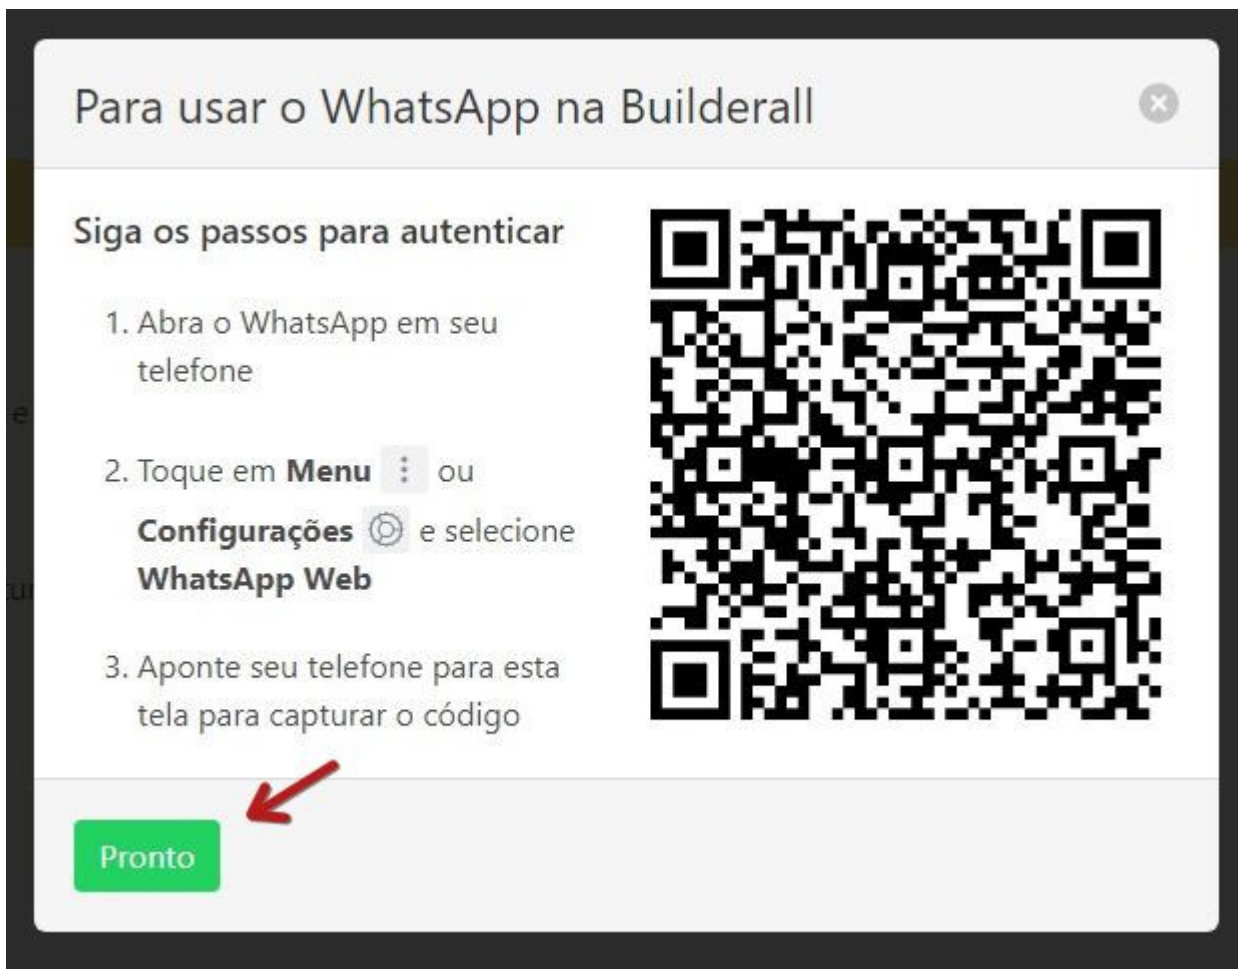 Para usar o WhatsApp na Builderall
Siga os passos para autenticar
1. Abra o WhatsApp em seu
telefone
2. Toque em Menu ou
Configurações e selecione
WhatsApp Web
3. Aponte seu telefone para esta
tela para capturar o código
Pronto